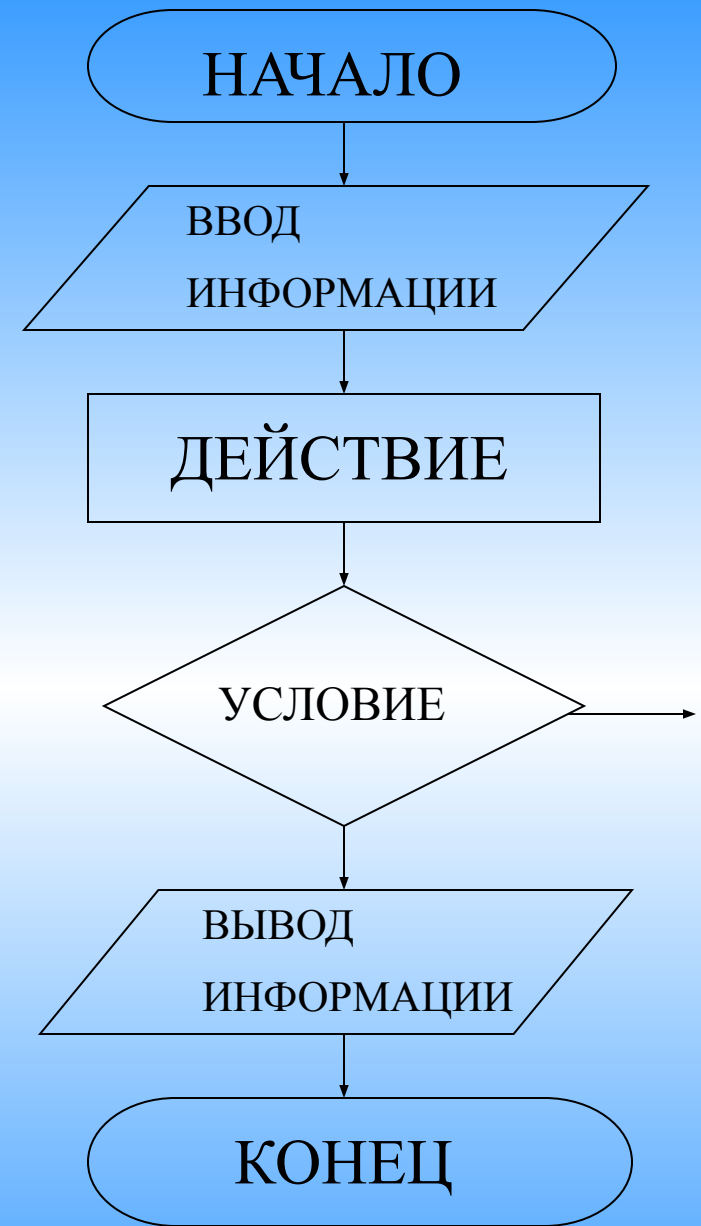 НАЧАЛО
ВВОД
ИНФОРМАЦИИ
ДЕЙСТВИЕ
УСЛОВИЕ
ВЫВОД
ИНФОРМАЦИИ
КОНЕЦ